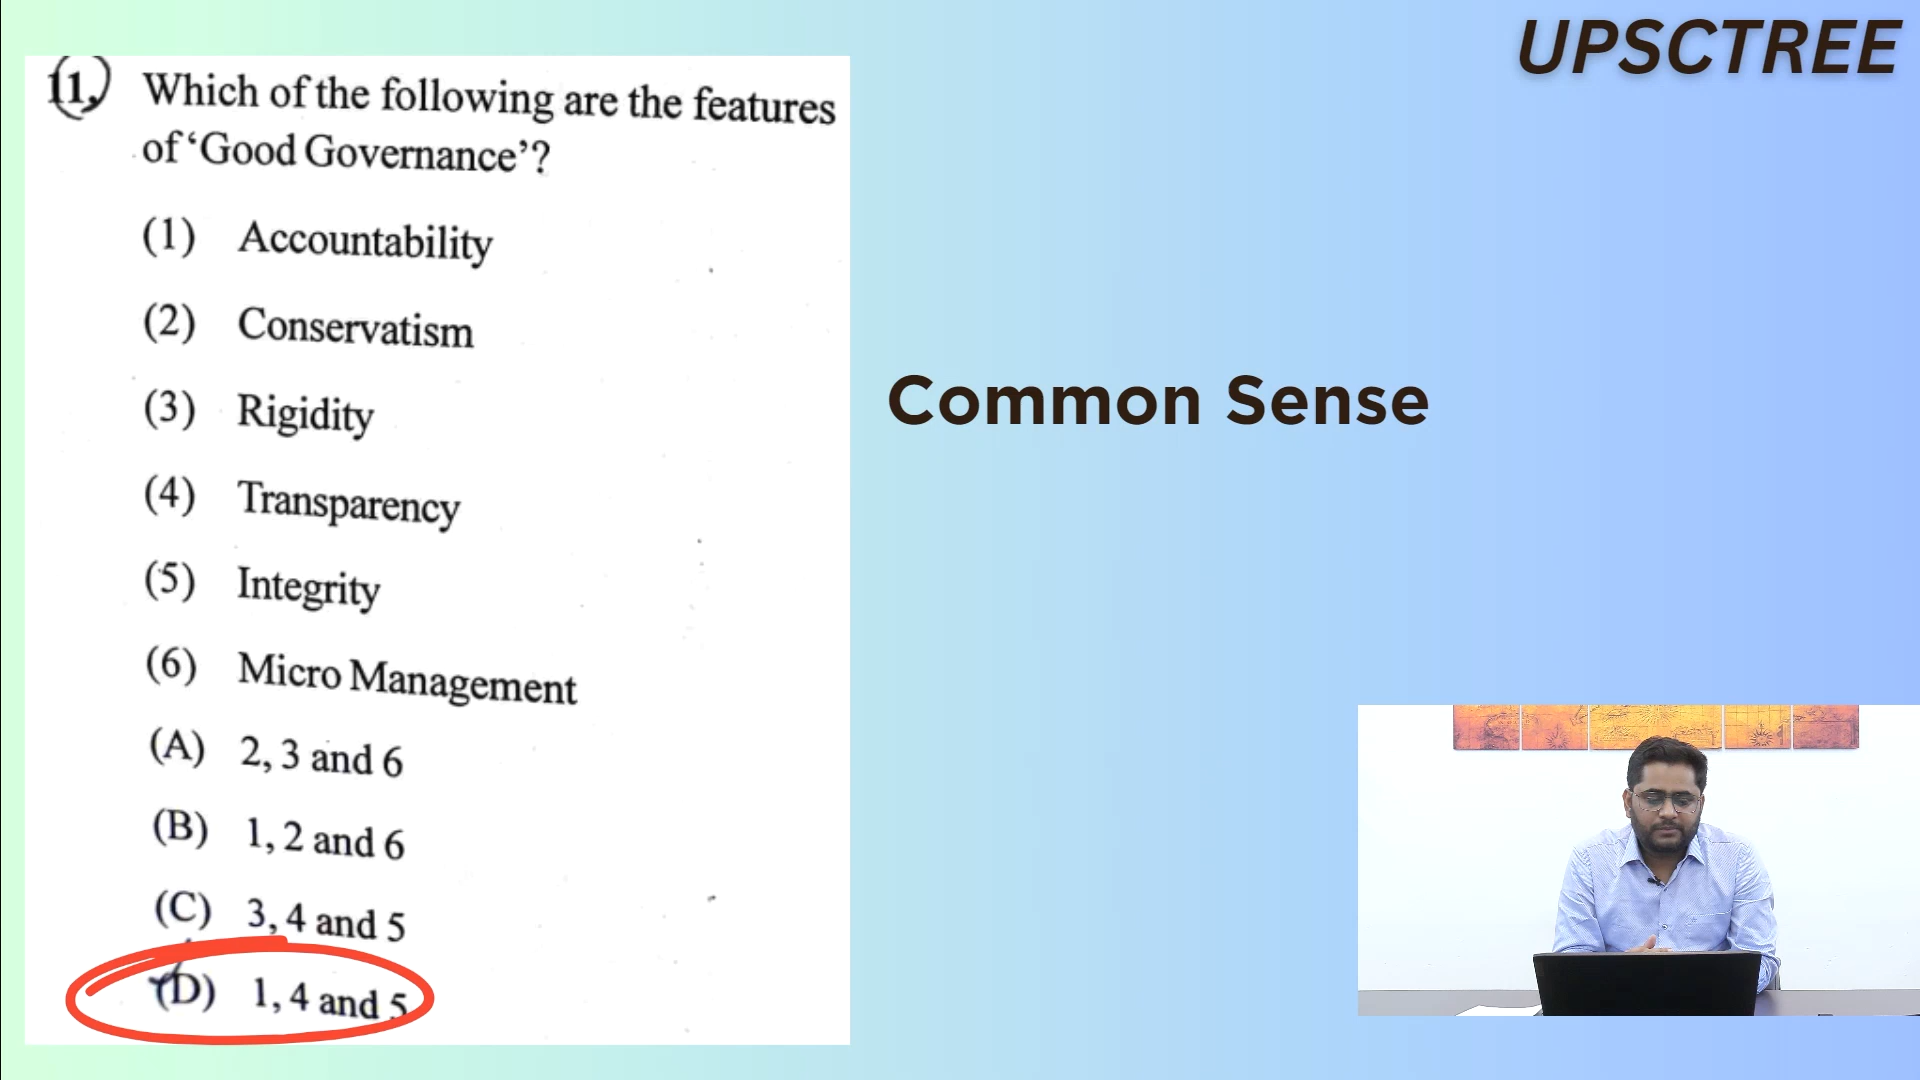 UPSCTREE
11, Which of the following are the features
of ‘Good Governance’?
(1) Accountability
(2) Conservatism
(3) Rigidity
(4) Transparency
(5) Integrity
(6) Micro Management
(A) 2, 3 and 6
(B) 1, 2 and 6
(C) 3, 4 and 5
(D) 1, 4 and 5
Common Sense